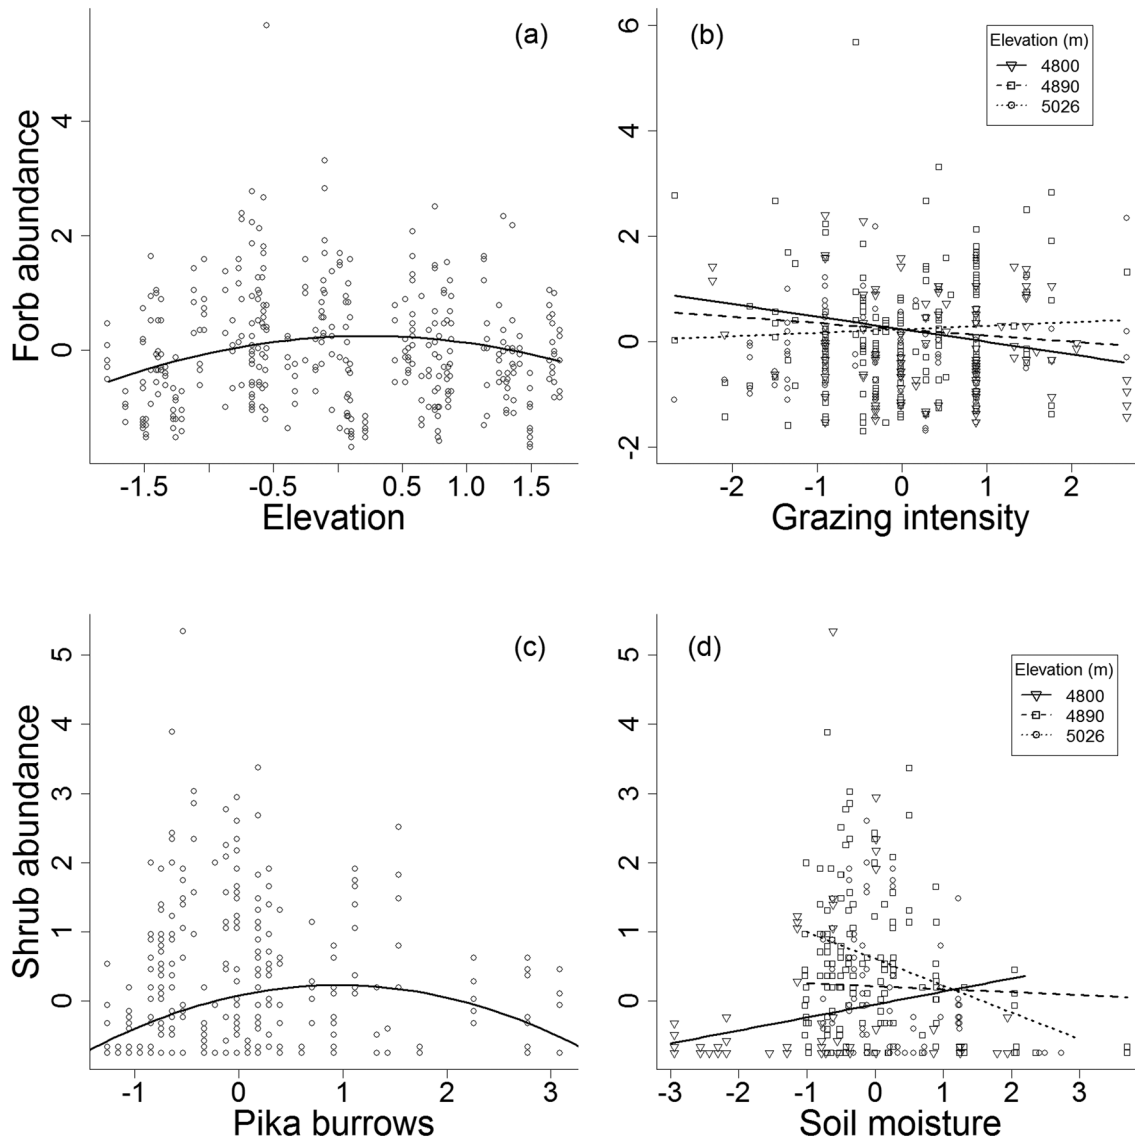 (a)
Forb abundance
4
2
0
-1.5 -0.5 0.5 1.0 1.5
Elevation
(b)
6
4
2
0
-2
Elevation (m)
4800
4890
5026
-2 -1 0 1 2
Grazing intensity
(c)
Shrub abundance
5
4
3
2
1
0
-1 0 1 2 3
Pika burrows
(d)
5
4
3
2
1
0
Elevation (m)
4800
4890
5026
-3 -2 -1 0 1 2 3
Soil moisture